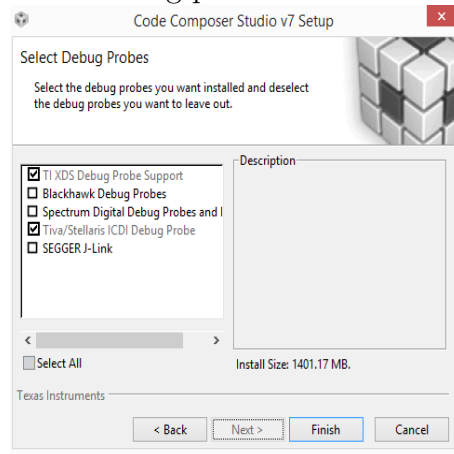 Code Composer Studio v7 Setup
Select Debug Probes
Select the debug probes you want installed and deselect
the debug probes you want to leave out.
Description
TI XDS Debug Probe Support
Blackhawk Debug Probes
Spectrum Digital Debug Probes and
Tiva/Stellaris ICDI Debug Probe
SEGGER J-Link
Select All
Install Size: 1401.17 MB.
Texas Instruments
< Back
Next >
Finish
Cancel